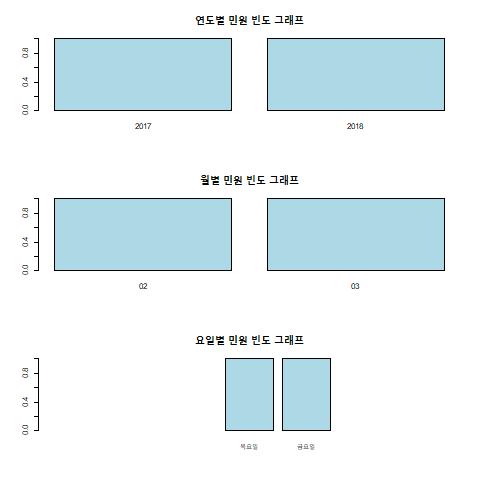 연도별 민원 빈도 그래프
0.8
0.4
0.0
2017
2018
월별 민원 빈도 그래프
0.8
0.4
0.0
02
03
요일별 민원 빈도 그래프
0.8
0.4
0.0
목요일
금요일